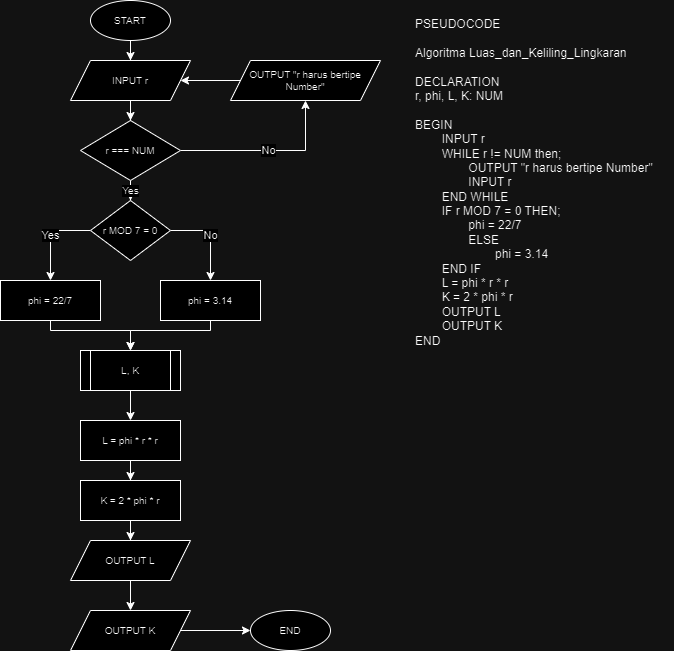 START
INPUT r
OUTPUT "r harus bertipe
Number"
r === NUM
No
Yes
r MOD 7 = 0
Yes
No
phi = 22/7
phi = 3.14
L, K
L = phi * r * r
K = 2 * phi * r
OUTPUT L
OUTPUT K
END
PSEUDOCODE
Algoritma Luas_dan_Keliling_Lingkaran
DECLARATION
r, phi, L, K: NUM
BEGIN
INPUT r
WHILE r != NUM then;
OUTPUT "r harus bertipe Number"
INPUT r
END WHILE
IF r MOD 7 = 0 THEN;
phi = 22/7
ELSE
phi = 3.14
END IF
L = phi * r * r
K = 2 * phi * r
OUTPUT L
OUTPUT K
END